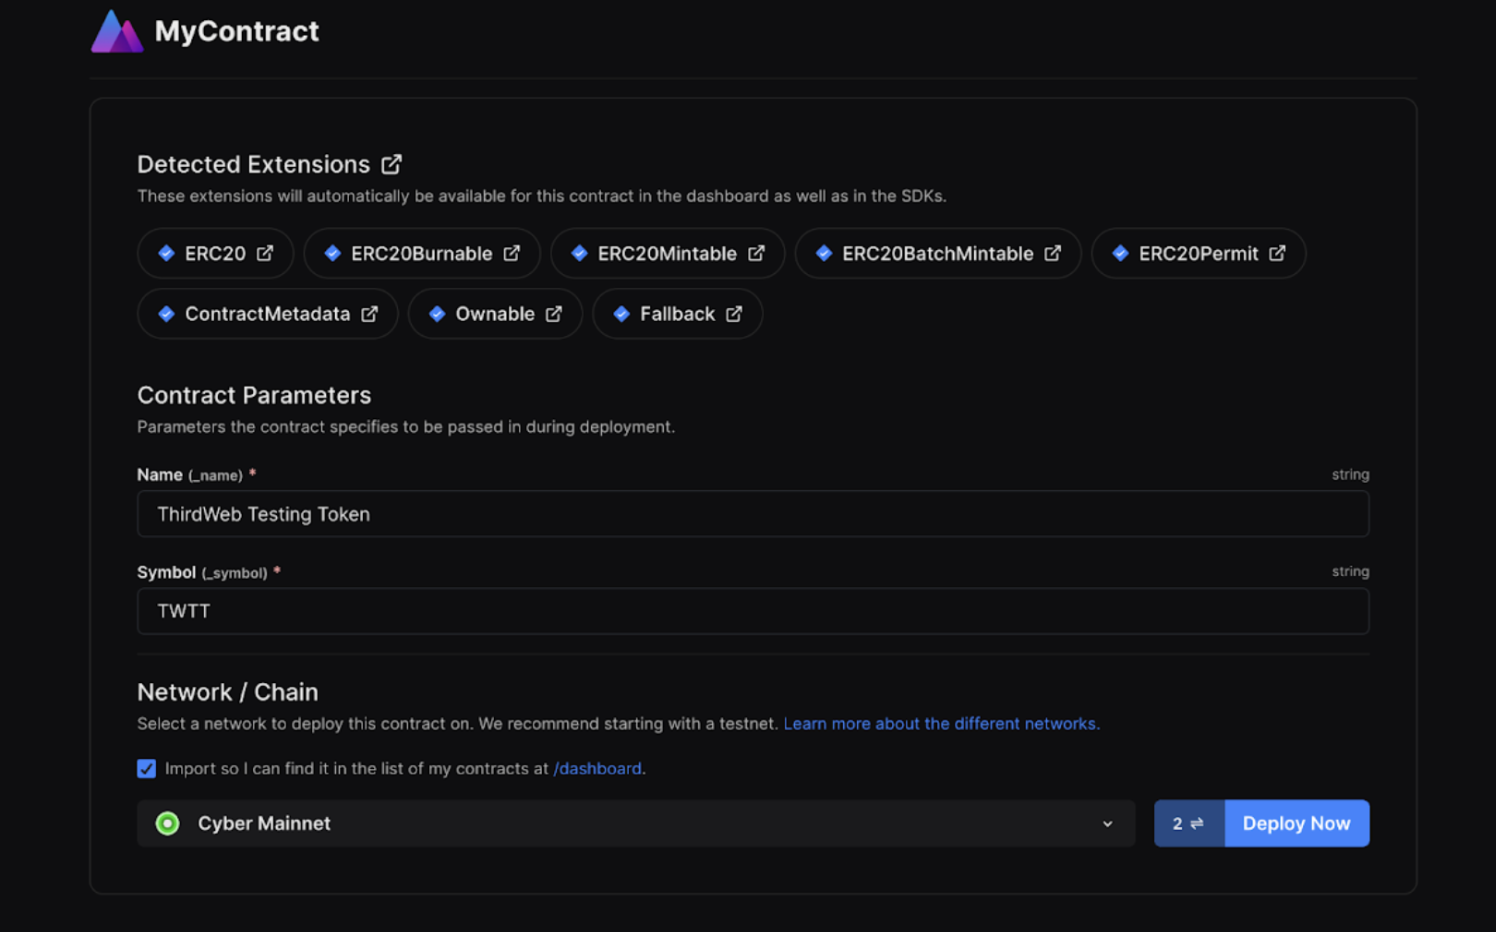 MyContract
Detected Extensions
These extensions will automatically be available for this contract in the dashboard as well as in the SDKs.
ERC20 ERC20Burnable ERC20Mintable ERC20BatchMintable ERC20Permit
ContractMetadata Ownable Fallback
Contract Parameters
Parameters the contract specifies to be passed in during deployment.
Name (_name) * string
ThirdWeb Testing Token
Symbol (_symbol) * string
TWTT
Network / Chain
Select a network to deploy this contract on. We recommend starting with a testnet. Learn more about the different networks.
Import so I can find it in the list of my contracts at /dashboard.
Cyber Mainnet 2 ⇌ Deploy Now